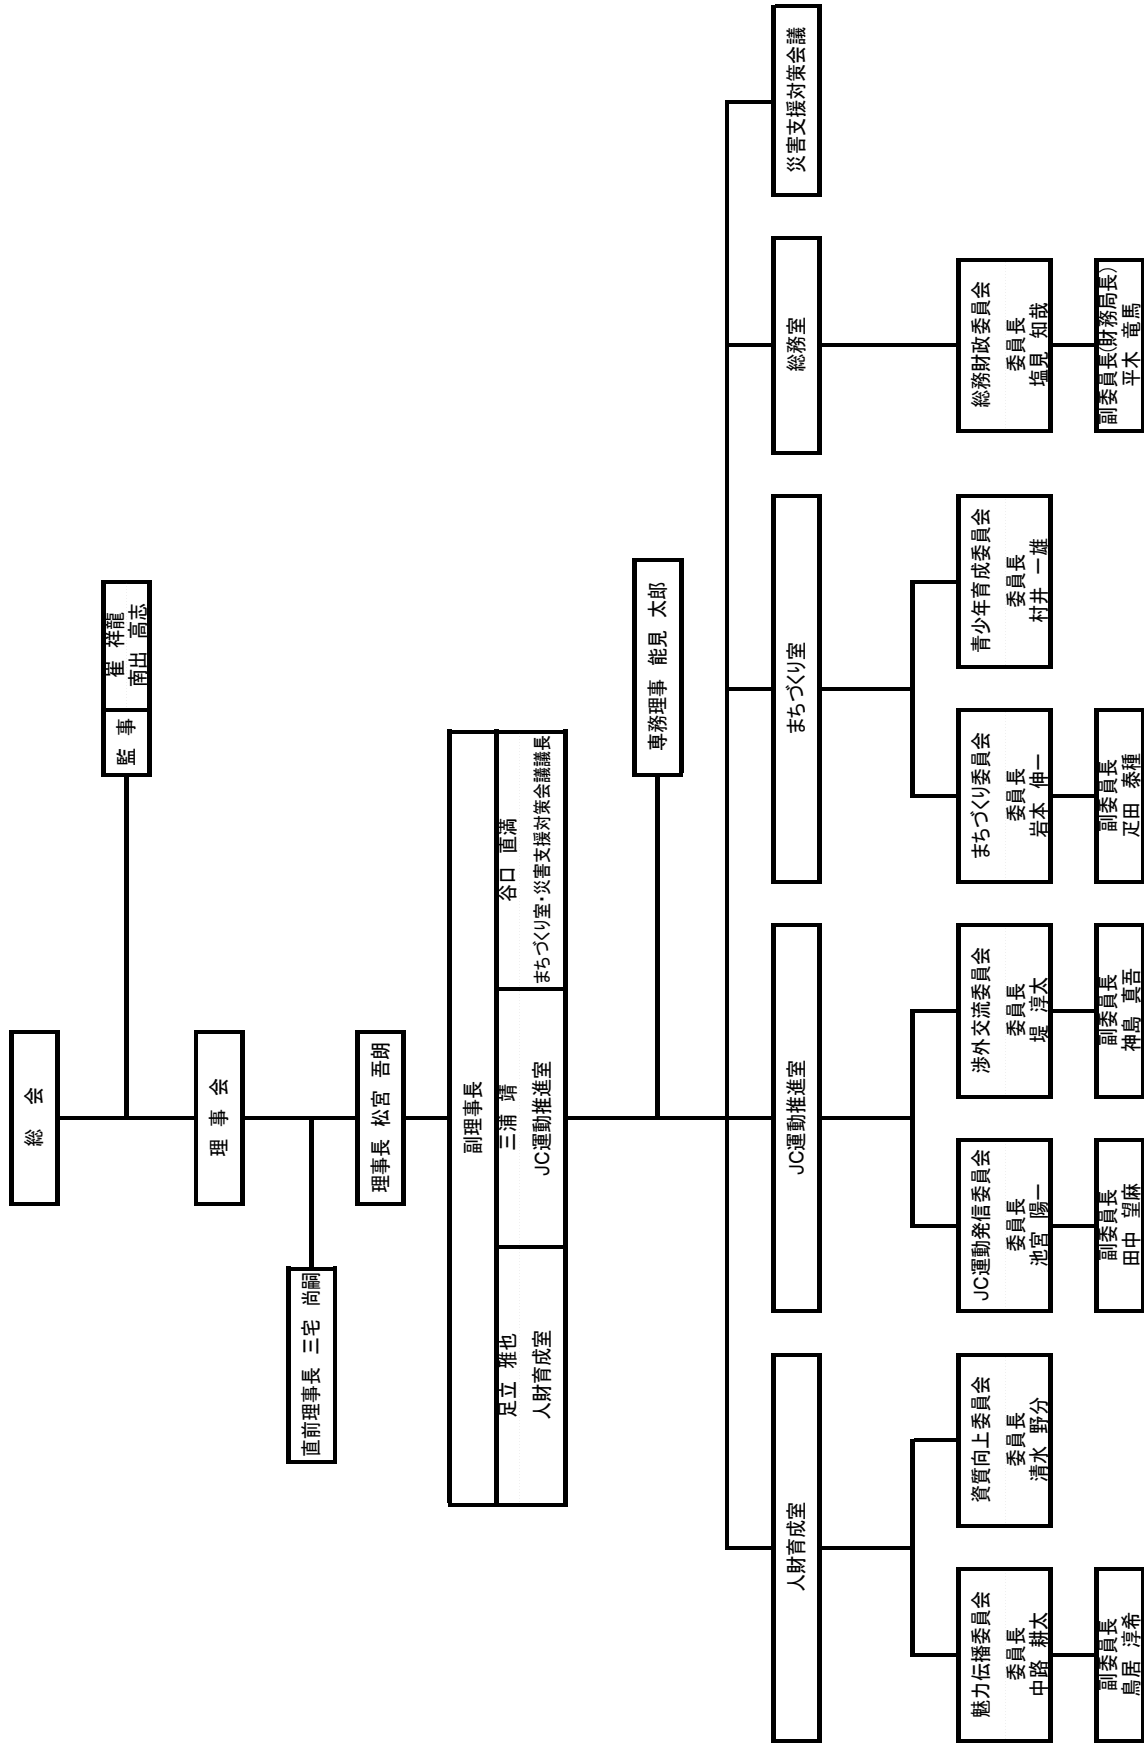 総　会
監　事
崔　祥龍
南出　高志
理　事　会
直前理事長　三宅　尚嗣
理事長　松宮　吾朗
副理事長
足立　雅也
人財育成室
三浦　靖
JC運動推進室
谷口　直満
まちづくり室・災害支援対策会議議長
専務理事　能見　太郎
人財育成室
JC運動推進室
まちづくり室
総務室
災害支援対策会議
魅力伝播委員会
委員長
中路　耕太
資質向上委員会
委員長
清水　野分
JC運動発信委員会
委員長
池宮　陽一
渉外交流委員会
委員長
堤　淳太
まちづくり委員会
委員長
岩本　伸一
青少年育成委員会
委員長
村井　一雄
総務財政委員会
委員長
塩見　知哉
副委員長
鳥居　淳希
副委員長
田中　望麻
副委員長
神島　真吾
副委員長
疋田　泰種
副委員長(財務局長)
平木　竜馬